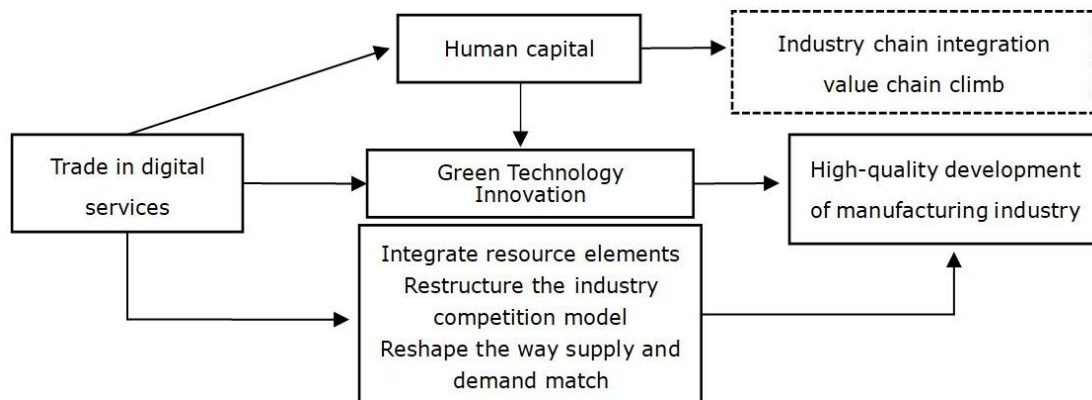 Human capital
Industry chain integration
value chain climb
Trade in digital
services
Green Technology
Innovation
High-quality development
of manufacturing industry
Integrate resource elements
Restructure the industry
competition model
Reshape the way supply and
demand match